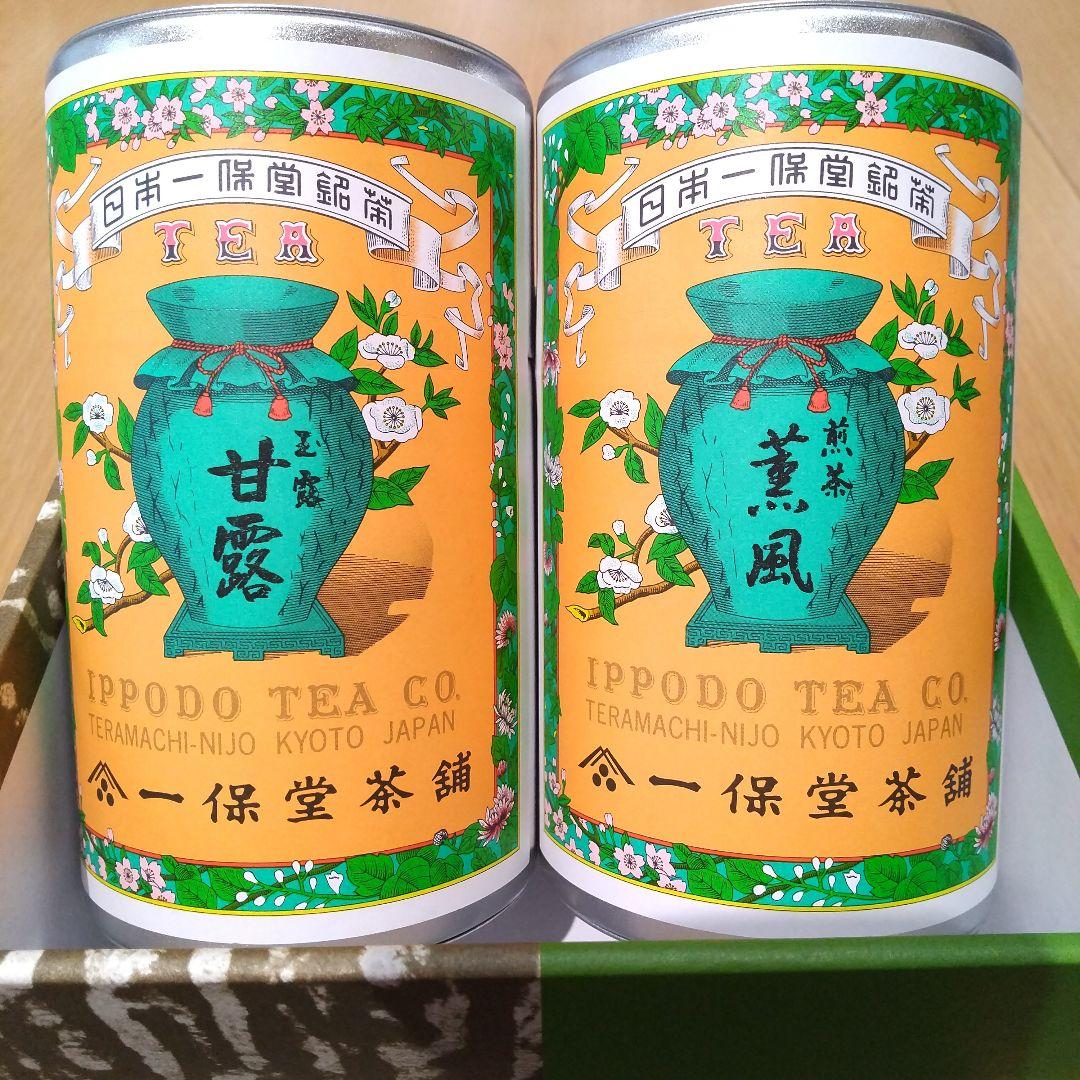 日本一保堂銘茶
TEA
玉露
甘露
IPPODO TEA CO.
TERAMACHI-NIJO KYOTO JAPAN
一保堂茶舗
日本一保堂銘茶
TEA
煎茶
薫風
IPPODO TEA CO.
TERAMACHI-NIJO KYOTO JAPAN
一保堂茶舗